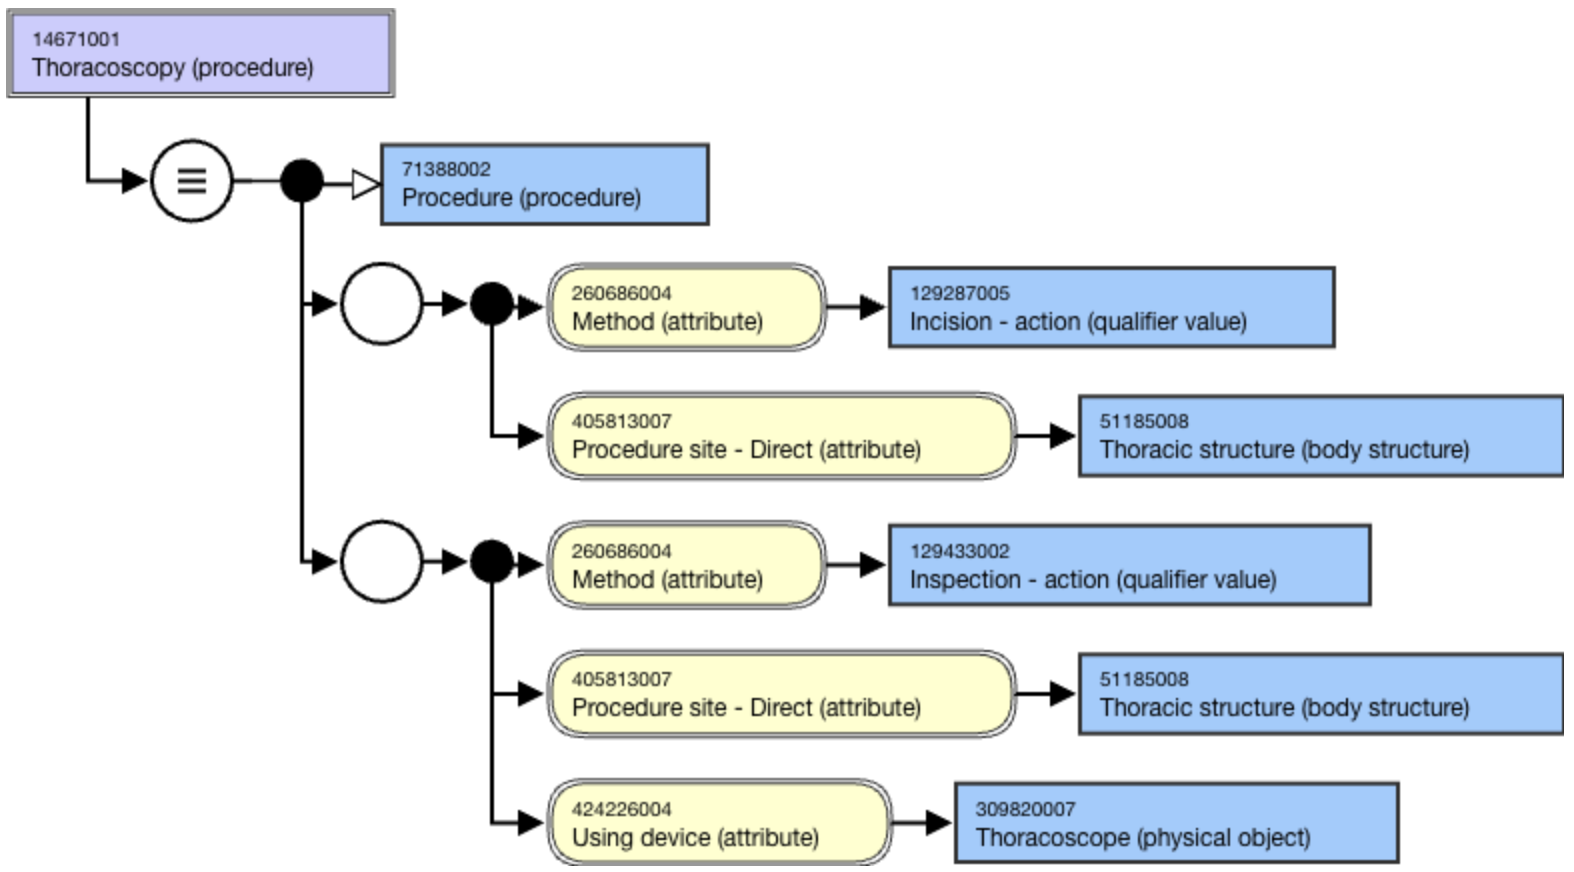 14671001
Thoracoscopy (procedure)
71388002
Procedure (procedure)
260686004
Method (attribute)
129287005
Incision - action (qualifier value)
405813007
Procedure site - Direct (attribute)
51185008
Thoracic structure (body structure)
260686004
Method (attribute)
129433002
Inspection - action (qualifier value)
405813007
Procedure site - Direct (attribute)
51185008
Thoracic structure (body structure)
424226004
Using device (attribute)
309820007
Thoracoscope (physical object)